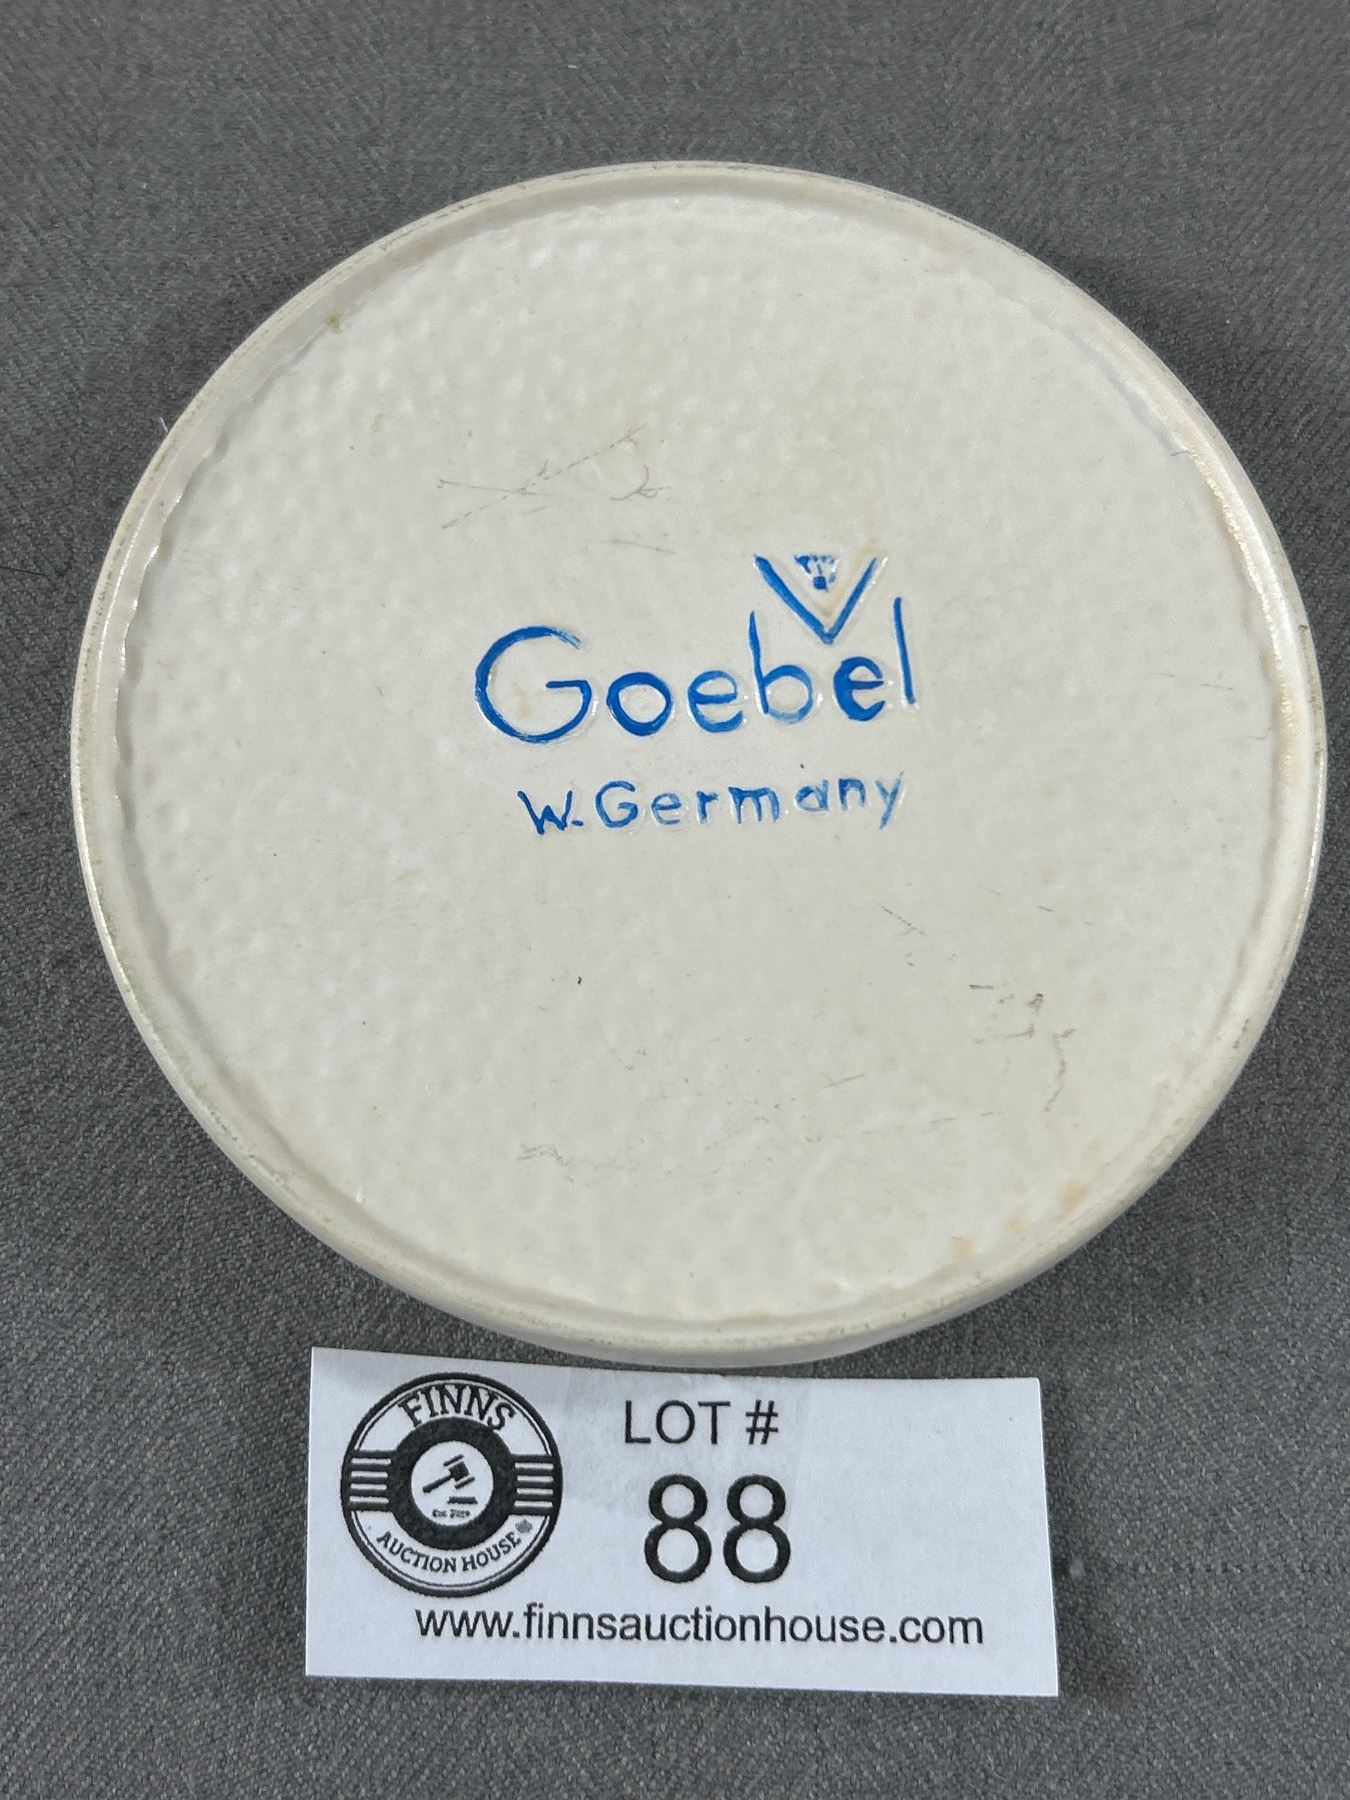 Goebel
W. Germany
FINNS
AUCTION HOUSE
LOT #
88
www.finnsauctionhouse.com